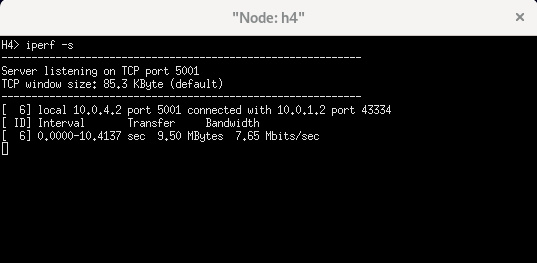 "Node: h4"
H4> iperf -s
------------------------------------------------------------
Server listening on TCP port 5001
TCP window size: 85.3 KByte (default)
------------------------------------------------------------
[  6] local 10.0.4.2 port 5001 connected with 10.0.1.2 port 43334
[ ID] Interval       Transfer     Bandwidth
[  6] 0.0000-10.4137 sec  9.50 MBytes  7.65 Mbits/sec